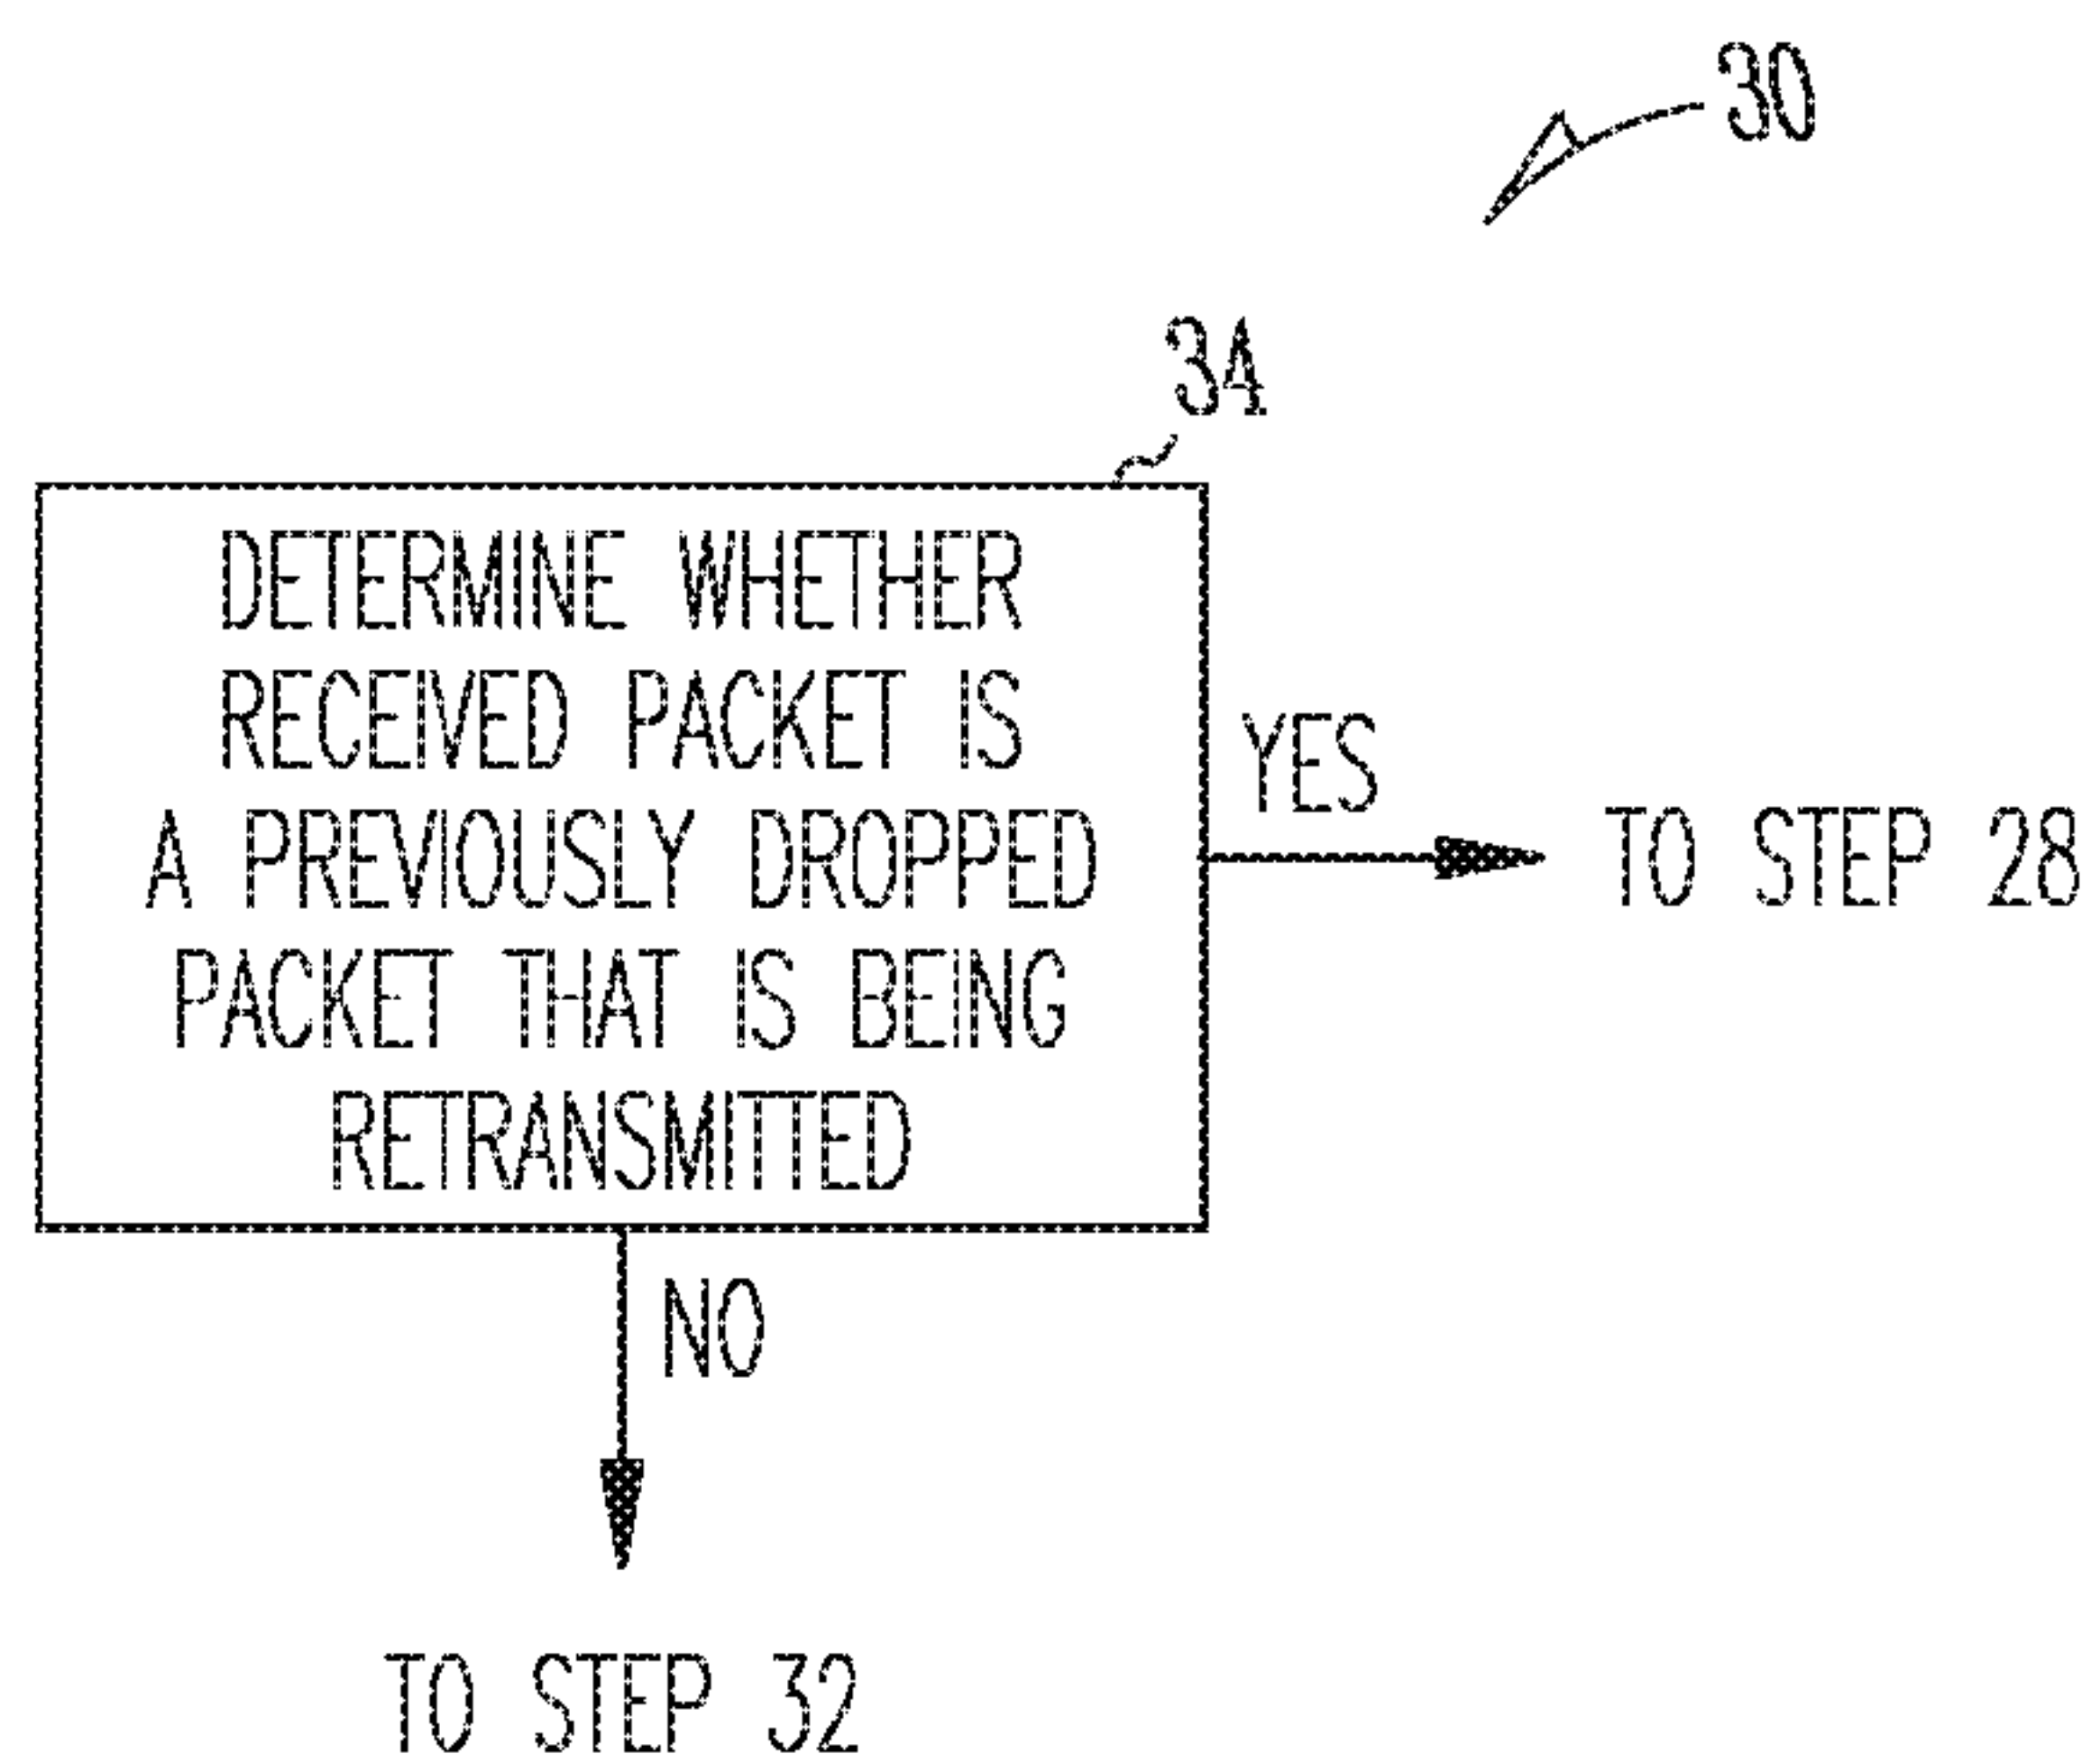 30
34
DETERMINE WHETHER
RECEIVED PACKET IS
A PREVIOUSLY DROPPED
PACKET THAT IS BEING
RETRANSMITTED
YES
TO STEP 28
NO
TO STEP 32